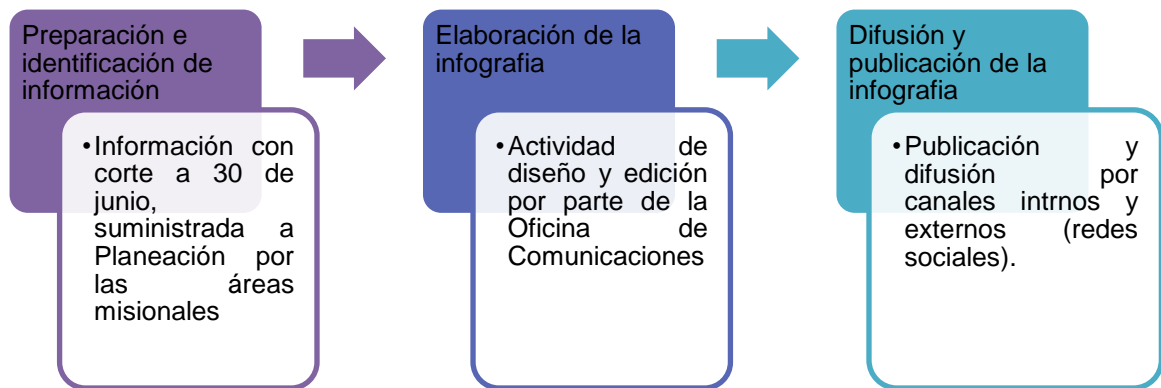 Preparación e
identificación de
información
•Información con
corte a 30 de
junio,
suministrada a
Planeación por
las áreas
misionales
Elaboración de la
infografia
•Actividad de
diseño y edición
por parte de la
Oficina de
Comunicaciones
Difusión y
publicación de la
infografia
•Publicación y
difusión por
canales intrnos y
externos (redes
sociales).